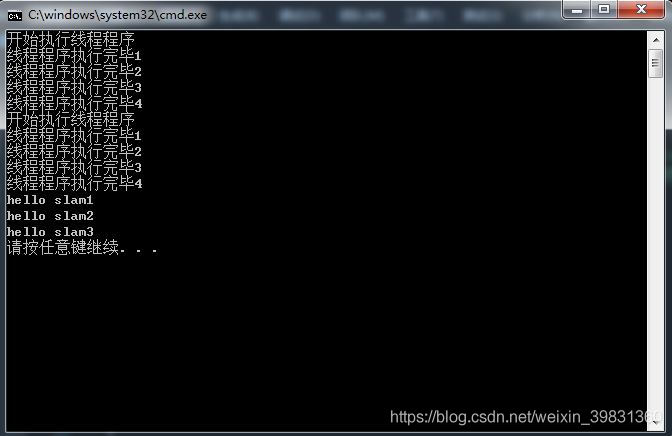 C:\windows\system32\cmd.exe
开始执行线程程序
线程程序执行完毕1
线程程序执行完毕2
线程程序执行完毕3
线程程序执行完毕4
开始执行线程程序
线程程序执行完毕1
线程程序执行完毕2
线程程序执行完毕3
线程程序执行完毕4
hello slam1
hello slam2
hello slam3
请按任意键继续. . .
https://blog.csdn.net/weixin_39831360